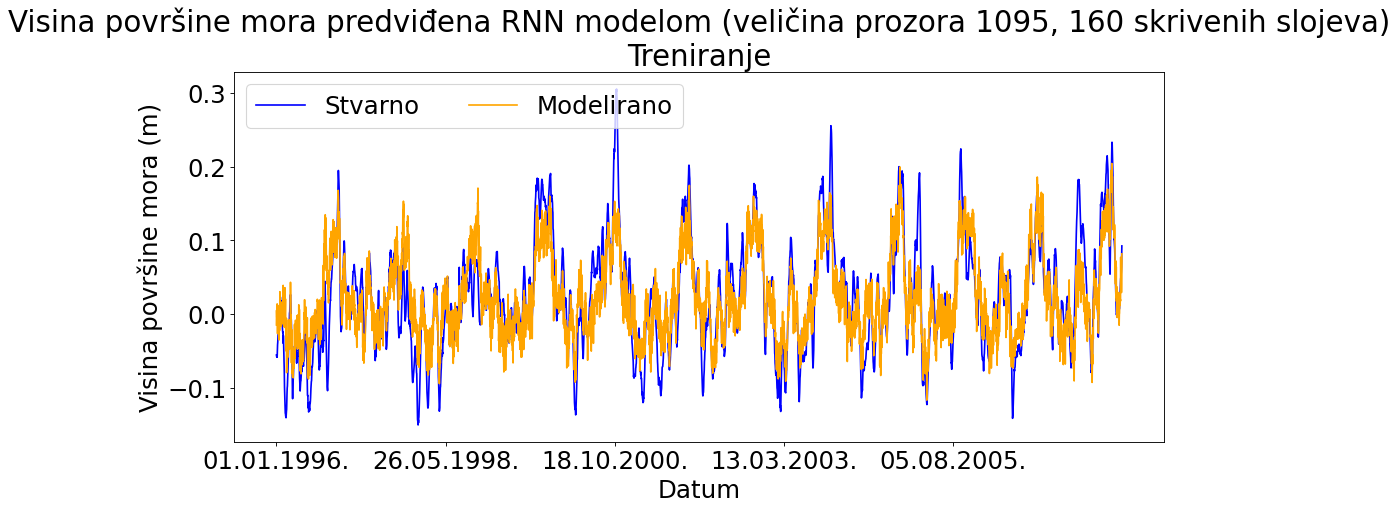 Visina površine mora predviđena RNN modelom (veličina prozora 1095, 160 skrivenih slojeva)
Treniranje
Stvarno
Modelirano
Visina površine mora (m)
0.3
0.2
0.1
0.0
−0.1
01.01.1996.
26.05.1998.
18.10.2000.
13.03.2003.
05.08.2005.
Datum